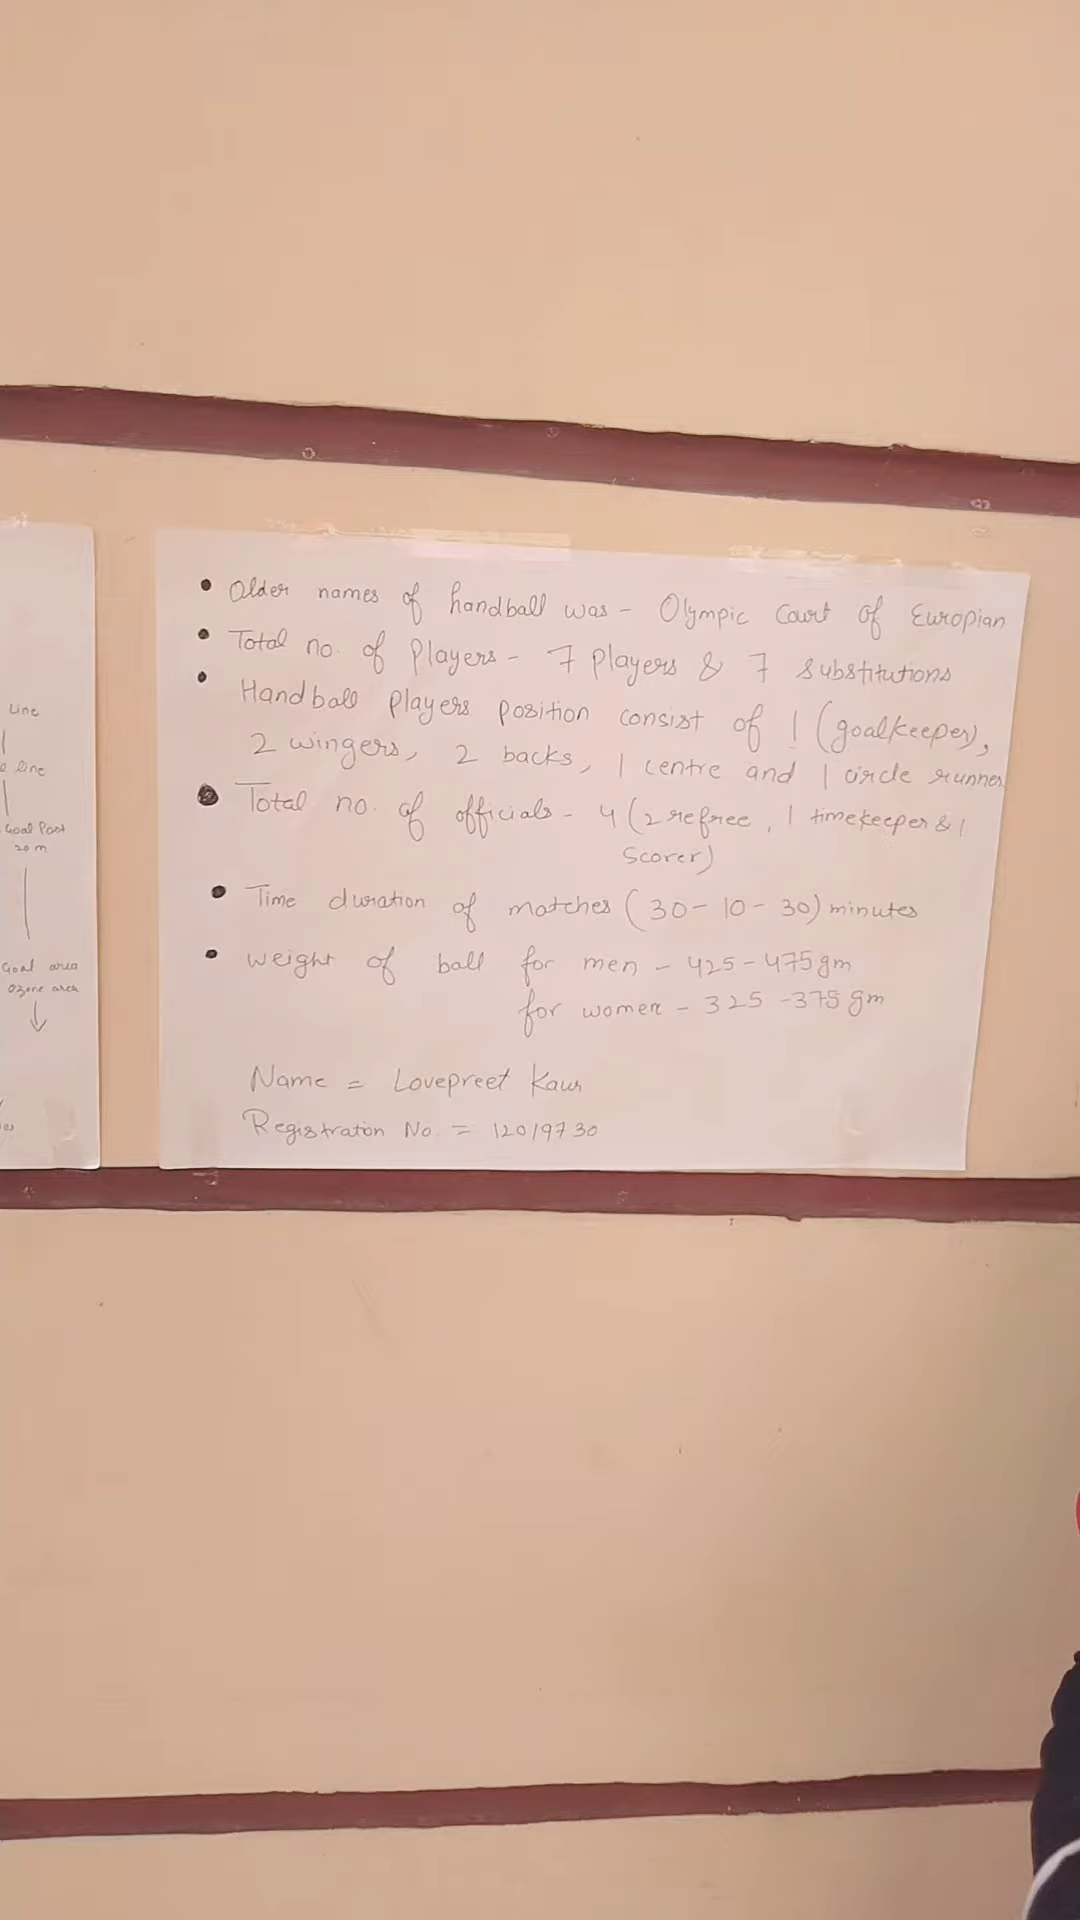 • Older names of handball was - Olympic Court of Europian
• Total no. of Players - 7 players & 7 substitutions
• Handball players position consist of 1 (goalkeeper),
2 wingers, 2 backs, 1 centre and 1 circle runner
• Total no. of officials - 4 (2 refree, 1 timekeeper & 1
scorer)
• Time duration of matches (30-10-30) minutes
• weight of ball for men - 425-475 gm
for women - 325-375 gm
Name = Lovepreet Kaur
Registration No. = 12019730
Line
line
Goal Post
20 m
Goal area